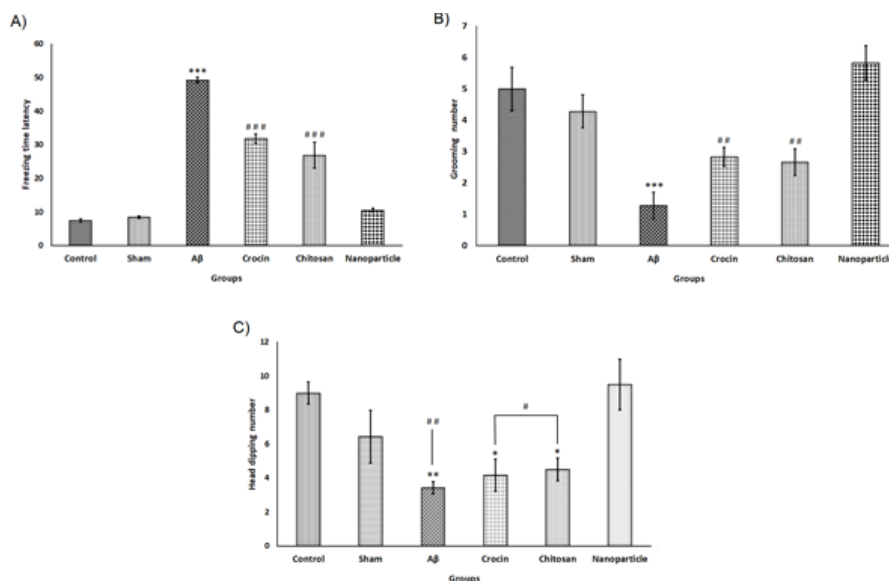 A)
60
50
40
30
20
10
0
Freezing time latency
***
###
###
Control Sham Aβ Crocin Chitosan Nanoparticle
Groups
B)
7
6
5
4
3
2
1
0
Grooming number
***
##
##
Control Sham Aβ Crocin Chitosan Nanoparticle
Groups
C)
12
10
8
6
4
2
0
Head dipping number
##
**
#
*
*
Control Sham Aβ Crocin Chitosan Nanoparticle
Groups